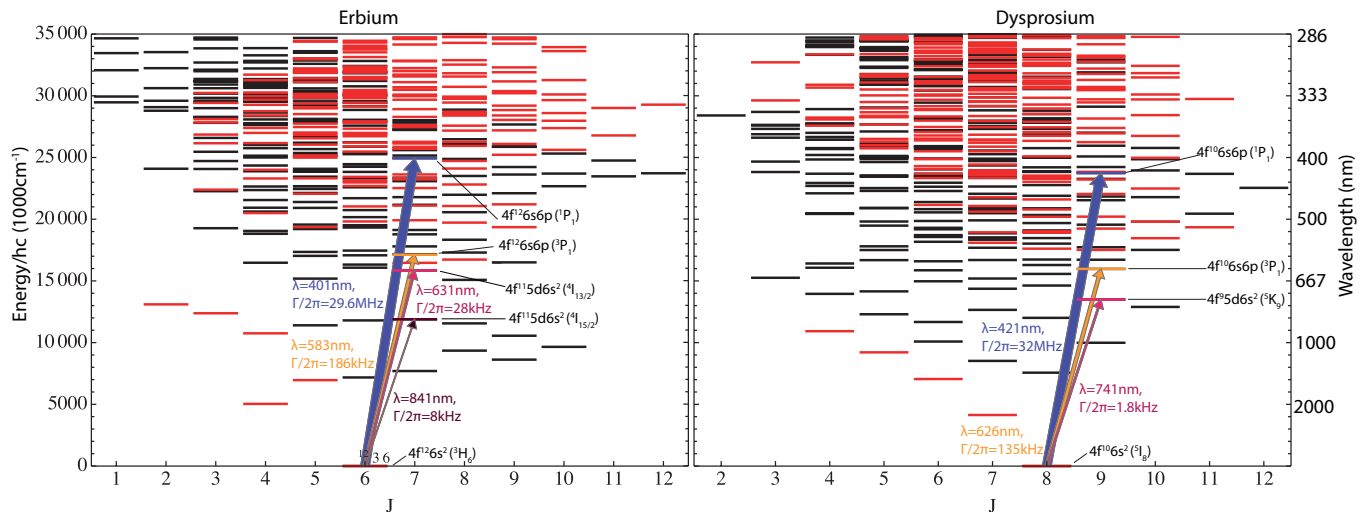 Erbium
Dysprosium
Energy/hc (1000cm⁻¹)
35 000
30 000
25 000
20 000
15 000
10 000
5000
0
4f¹²6s6p (¹P₁)
4f¹²6s6p (³P₁)
4f¹¹5d6s² (⁴I₁₃/₂)
4f¹¹5d6s² (⁴I₁₅/₂)
λ=401nm,
Γ/2π=29.6MHz
λ=631nm,
Γ/2π=28kHz
λ=583nm,
Γ/2π=186kHz
λ=841nm,
Γ/2π=8kHz
12
3 6
4f¹²6s² (³H₆)
1 2 3 4 5 6 7 8 9 10 11 12
J
4f¹⁰6s6p (¹P₁)
4f¹⁰6s6p (³P₁)
4f⁹5d6s² (⁵K₉)
λ=421nm,
Γ/2π=32MHz
λ=741nm,
Γ/2π=1.8kHz
λ=626nm,
Γ/2π=135kHz
4f¹⁰6s² (⁵I₈)
2 3 4 5 6 7 8 9 10 11 12
J
286
333
400
500
667
1000
2000
Wavelength (nm)